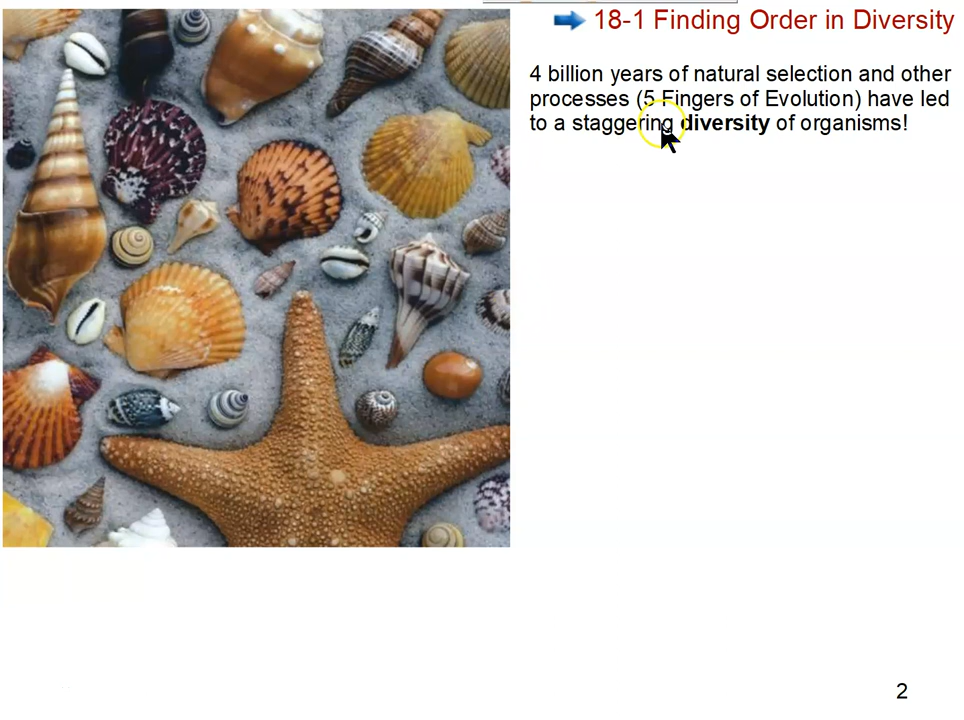 18-1 Finding Order in Diversity
4 billion years of natural selection and other
processes (5 Fingers of Evolution) have led
to a staggering diversity of organisms!
2